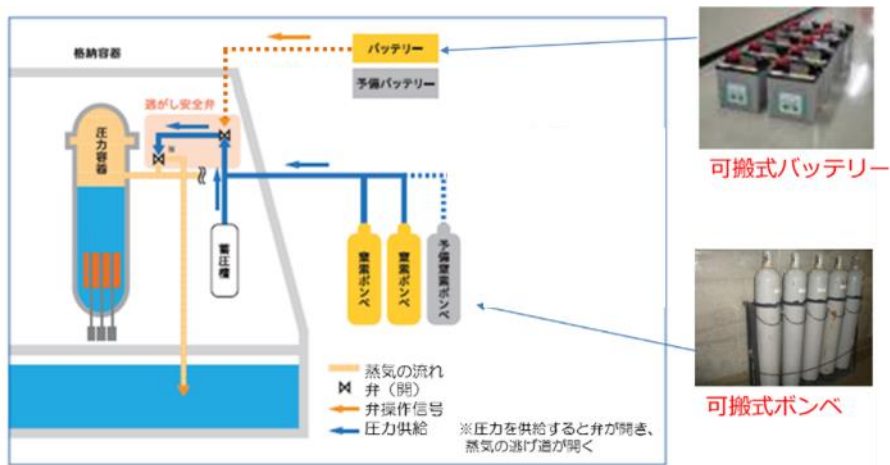 格納容器
バッテリー
予備バッテリー
逃がし安全弁
圧力容器
※
蓄圧槽
窒素ボンベ
窒素ボンベ
予備窒素ボンベ
蒸気の流れ
弁（開）
弁操作信号
圧力供給
※圧力を供給すると弁が開き、
蒸気の逃げ道が開く
可搬式バッテリー
可搬式ボンベ